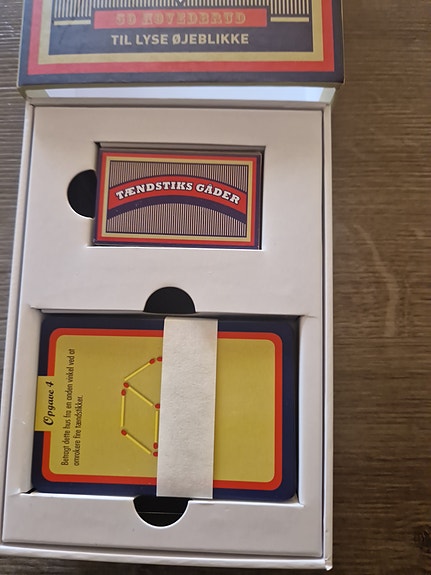 50 HOVEDBRUD
TIL LYSE ØJEBLIKKE
TÆNDSTIKS GÅDER
Opgave 4
Betragt dette hus fra en anden vinkel ved at
omrokere fire tændstikker.